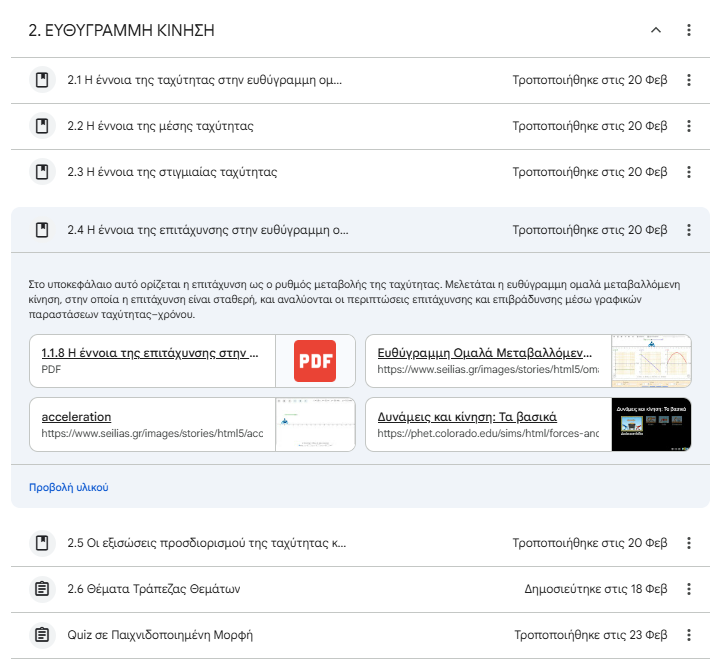 2. ΕΥΘΥΓΡΑΜΜΗ ΚΙΝΗΣΗ
2.1 Η έννοια της ταχύτητας στην ευθύγραμμη ομ... Τροποποιήθηκε στις 20 Φεβ
2.2 Η έννοια της μέσης ταχύτητας Τροποποιήθηκε στις 20 Φεβ
2.3 Η έννοια της στιγμιαίας ταχύτητας Τροποποιήθηκε στις 20 Φεβ
2.4 Η έννοια της επιτάχυνσης στην ευθύγραμμη ο... Τροποποιήθηκε στις 20 Φεβ
Στο υποκεφάλαιο αυτό ορίζεται η επιτάχυνση ως ο ρυθμός μεταβολής της ταχύτητας. Μελετάται η ευθύγραμμη ομαλά μεταβαλλόμενη
κίνηση, στην οποία η επιτάχυνση είναι σταθερή, και αναλύονται οι περιπτώσεις επιτάχυνσης και επιβράδυνσης μέσω γραφικών
παραστάσεων ταχύτητας–χρόνου.
1.1.8 Η έννοια της επιτάχυνσης στην ...
PDF
PDF
Ευθύγραμμη Ομαλά Μεταβαλλόμεν...
https://www.seilias.gr/images/stories/html5/oma
acceleration
https://www.seilias.gr/images/stories/html5/acc
Δυνάμεις και κίνηση: Τα βασικά
https://phet.colorado.edu/sims/html/forces-and
Δυνάμεις και κίνηση: Τα βασικά
Προβολή υλικού
2.5 Οι εξισώσεις προσδιορισμού της ταχύτητας κ... Τροποποιήθηκε στις 20 Φεβ
2.6 Θέματα Τράπεζας Θεμάτων Δημοσιεύτηκε στις 18 Φεβ
Quiz σε Παιχνιδοποιημένη Μορφή Τροποποιήθηκε στις 23 Φεβ